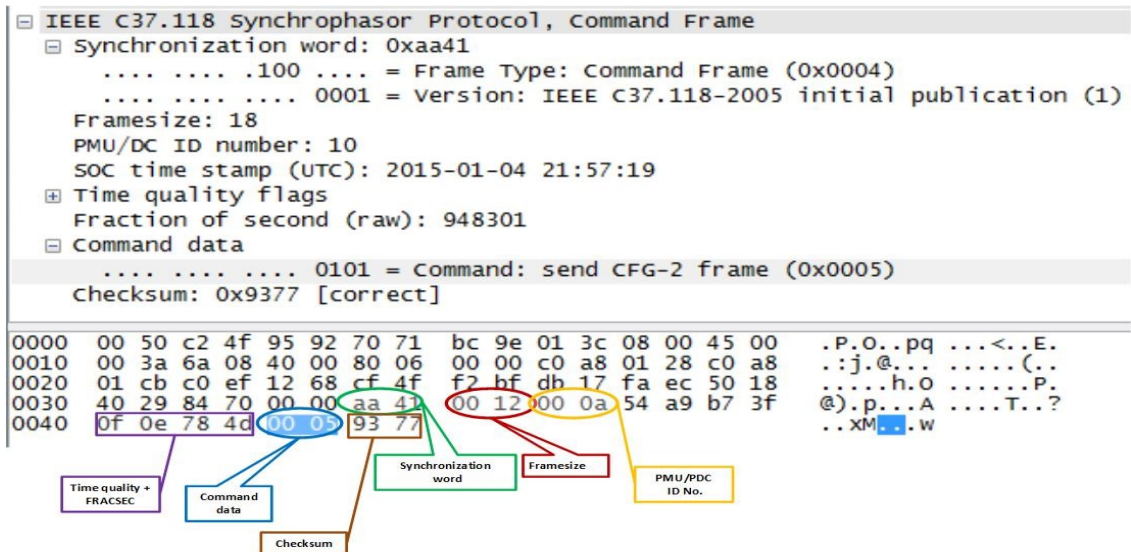 IEEE C37.118 Synchrophasor Protocol, Command Frame
Synchronization word: 0xaa41
.... .... .100 .... = Frame Type: Command Frame (0x0004)
.... .... .... 0001 = Version: IEEE C37.118-2005 initial publication (1)
Framesize: 18
PMU/DC ID number: 10
SOC time stamp (UTC): 2015-01-04 21:57:19
Time quality flags
Fraction of second (raw): 948301
Command data
.... .... .... 0101 = Command: send CFG-2 frame (0x0005)
Checksum: 0x9377 [correct]
0000 00 50 c2 4f 95 92 70 71 bc 9e 01 3c 08 00 45 00 .P.O..pq ...<..E.
0010 00 3a 6a 08 40 00 80 06 00 00 c0 a8 01 28 c0 a8 .:j.@... .....(..
0020 01 cb c0 ef 12 68 cf 4f f2 bf db 17 fa ec 50 18 .....h.O ......P.
0030 40 29 84 70 00 00 aa 41 00 12 00 0a 54 a9 b7 3f @).p...A ....T..?
0040 0f 0e 78 4d 00 05 93 77 ..xM...w
Synchronization
word
Framesize
PMU/PDC
ID No.
Time quality +
FRACSEC
Command
data
Checksum